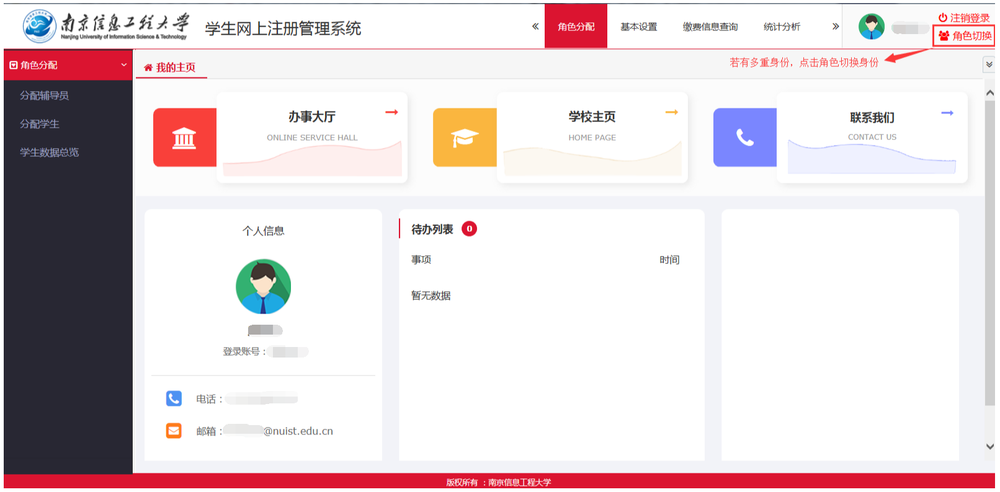 南京信息工程大学
Nanjing University of Information Science & Technology
学生网上注册管理系统
« 角色分配 基本设置 缴费信息查询 统计分析 »
注销登录
角色切换
角色分配
分配辅导员
分配学生
学生数据总览
我的主页
若有多重身份，点击角色切换身份
办事大厅
ONLINE SERVICE HALL
学校主页
HOME PAGE
联系我们
CONTACT US
个人信息
登录账号：
电话：
邮箱： @nuist.edu.cn
待办列表 0
事项 时间
暂无数据
版权所有 ：南京信息工程大学